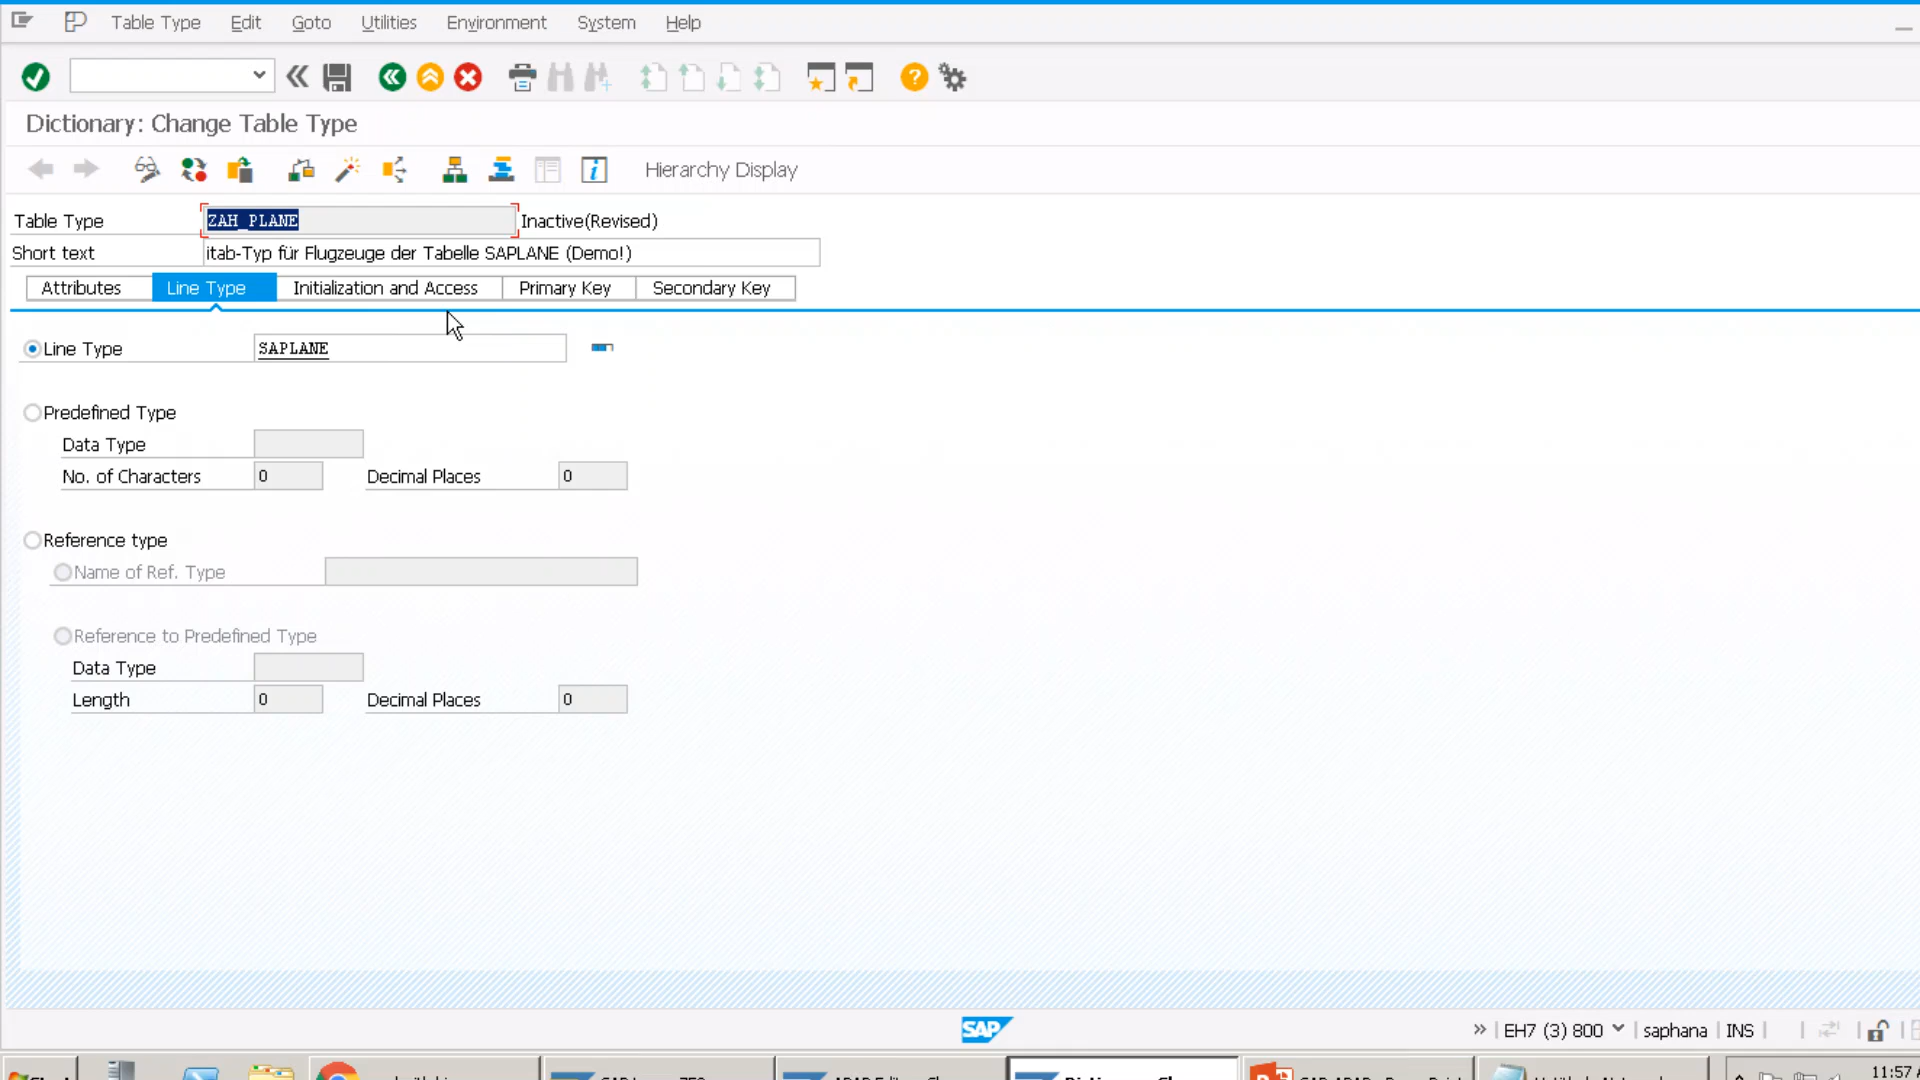 Table Type Edit Goto Utilities Environment System Help
Dictionary: Change Table Type
Hierarchy Display
Table Type ZAH_PLANE Inactive(Revised)
Short text itab-Typ für Flugzeuge der Tabelle SAPLANE (Demo!)
Attributes Line Type Initialization and Access Primary Key Secondary Key
Line Type SAPLANE
Predefined Type
Data Type
No. of Characters 0 Decimal Places 0
Reference type
Name of Ref. Type
Reference to Predefined Type
Data Type
Length 0 Decimal Places 0
SAP
EH7 (3) 800 saphana INS
11:57